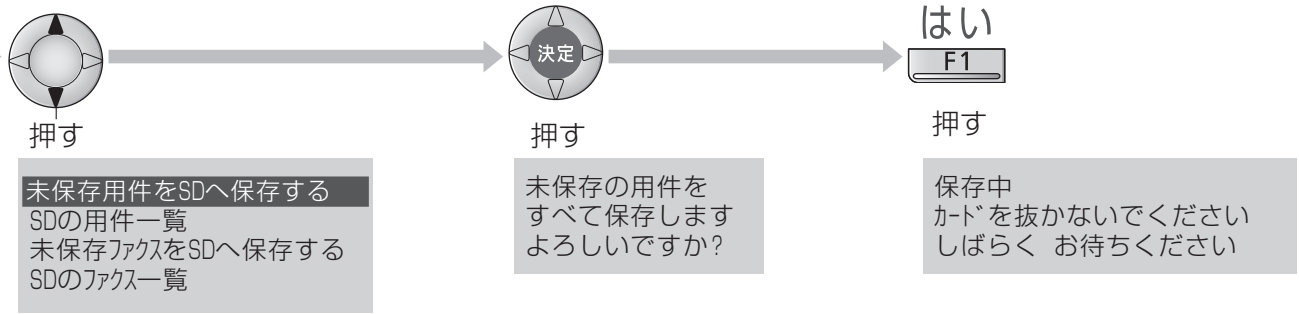 押す
未保存用件をSDへ保存する
SDの用件一覧
未保存ﾌｧｸｽをSDへ保存する
SDのﾌｧｸｽ一覧
決定
押す
未保存の用件を
すべて保存します
よろしいですか?
はい
F1
押す
保存中
ｶｰﾄﾞを抜かないでください
しばらく お待ちください